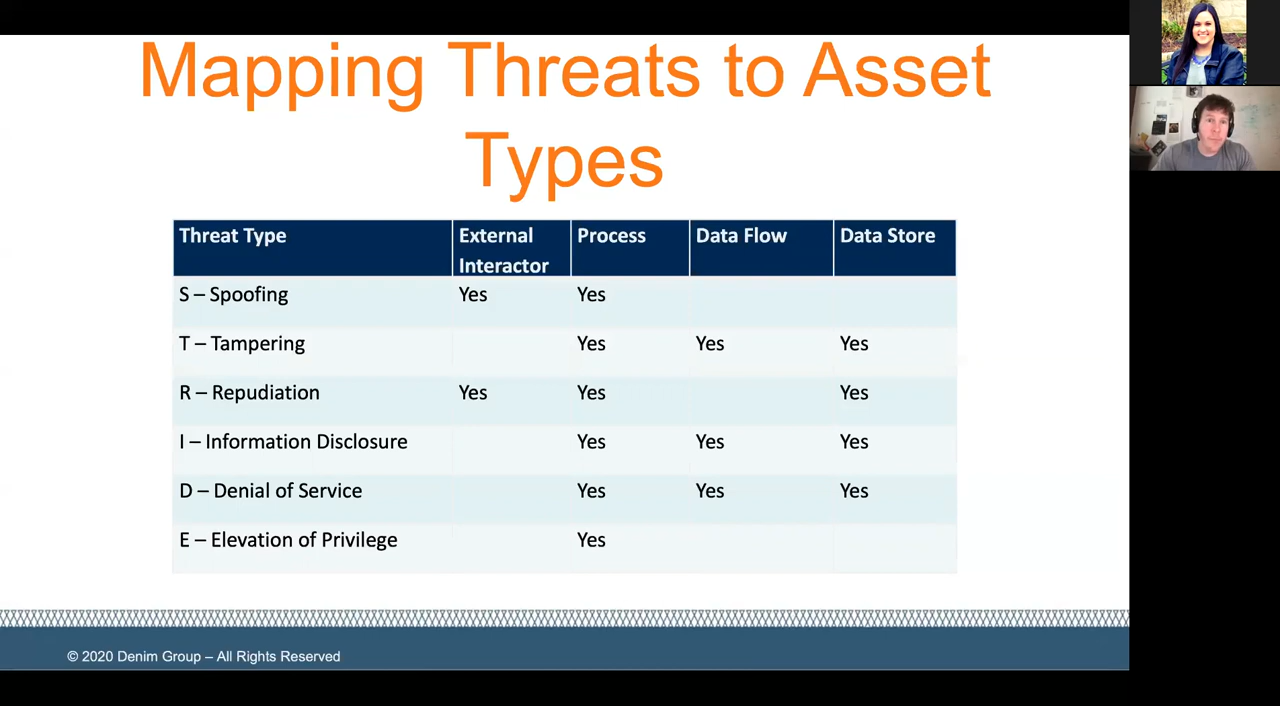 Mapping Threats to Asset
Types
Threat Type External Interactor Process Data Flow Data Store
S – Spoofing Yes Yes
T – Tampering Yes Yes Yes
R – Repudiation Yes Yes Yes
I – Information Disclosure Yes Yes Yes
D – Denial of Service Yes Yes Yes
E – Elevation of Privilege Yes
© 2020 Denim Group – All Rights Reserved